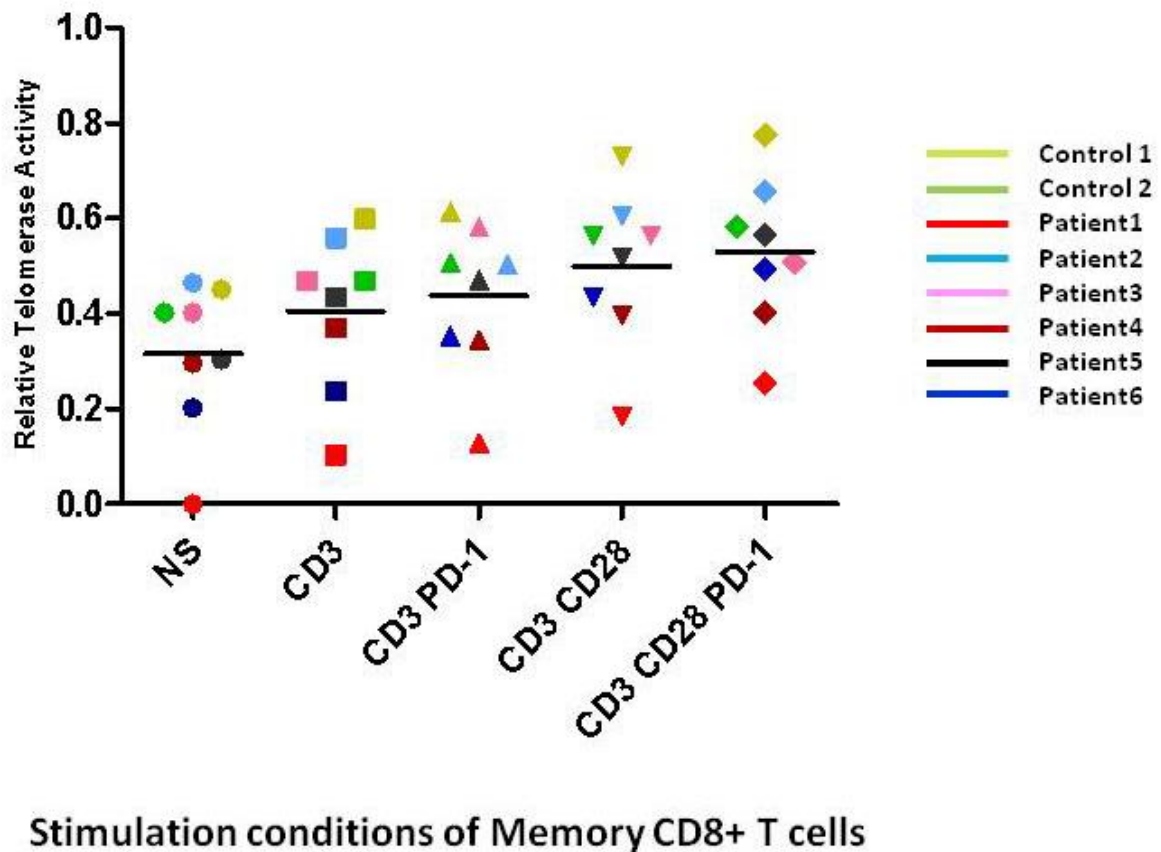 Relative Telomerase Activity
1.0
0.8
0.6
0.4
0.2
0.0
NS
CD3
CD3 PD-1
CD3 CD28
CD3 CD28 PD-1
Control 1
Control 2
Patient1
Patient2
Patient3
Patient4
Patient5
Patient6
Stimulation conditions of Memory CD8+ T cells